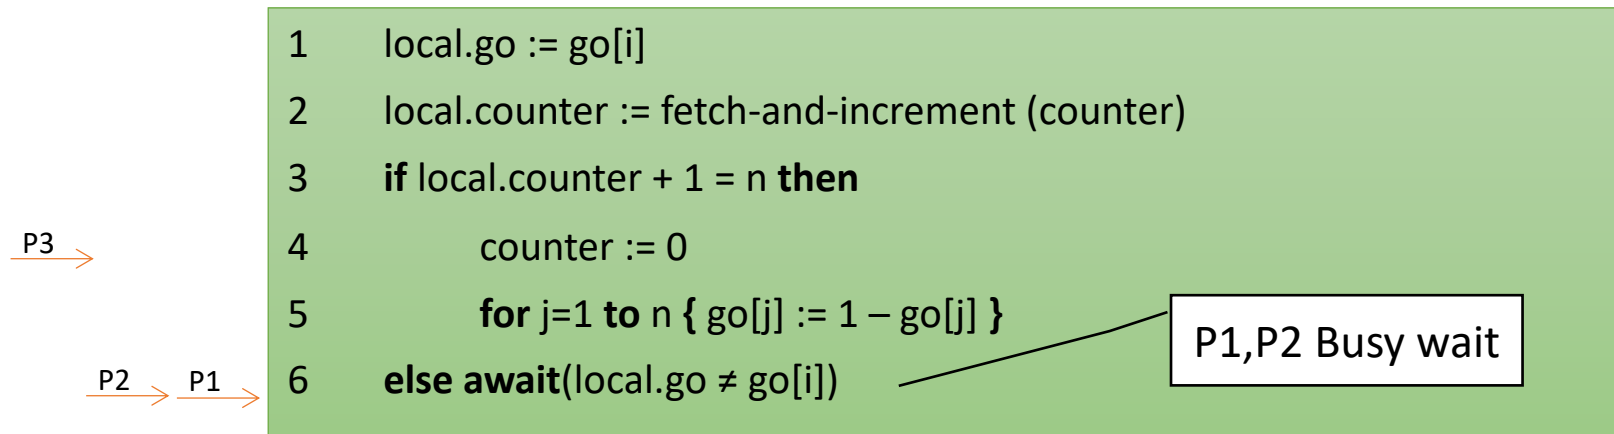 1 local.go := go[i]
2 local.counter := fetch-and-increment (counter)
3 if local.counter + 1 = n then
P3
4 counter := 0
5 for j=1 to n { go[j] := 1 – go[j] }
P1,P2 Busy wait
P2 P1
6 else await(local.go ≠ go[i])